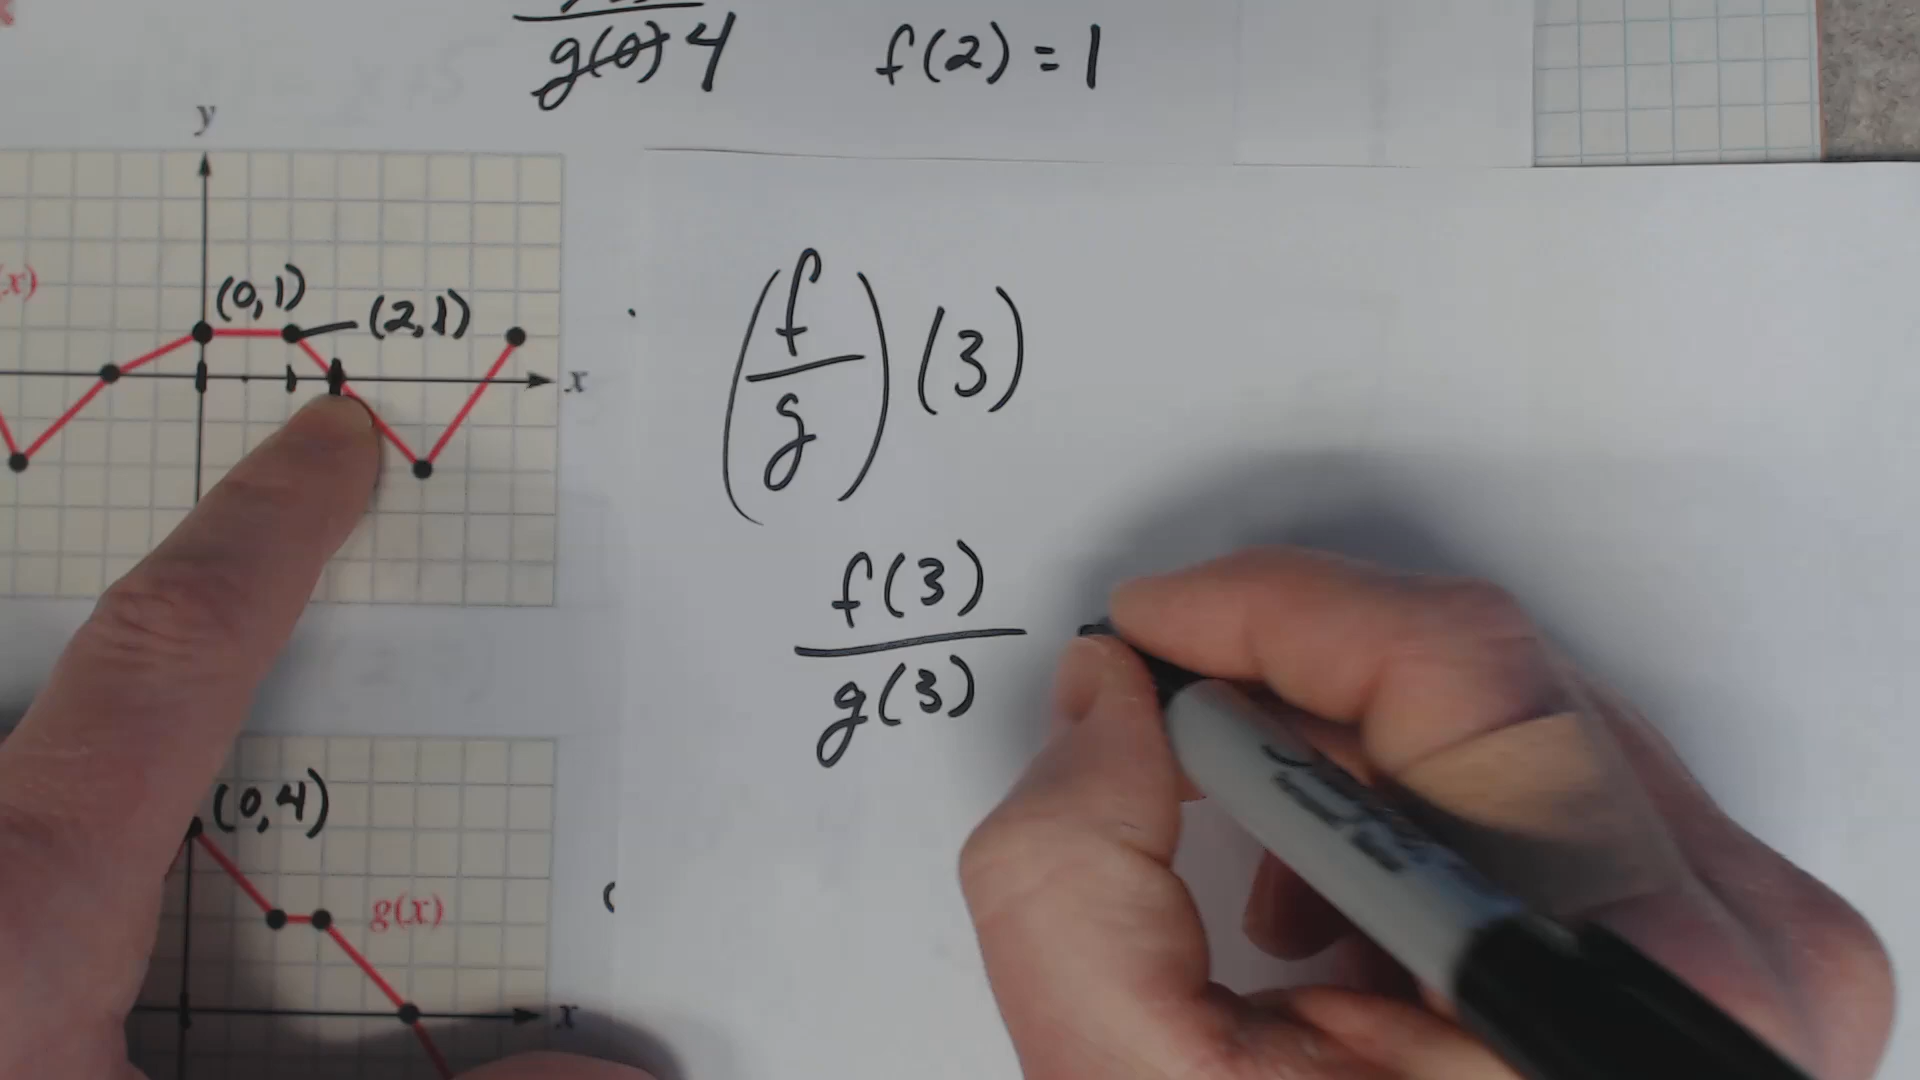 g(0) 4
f(2) = 1
y
(0,1)
(2,1)
x
(f/g)(3)
f(3)
g(3)
(0,4)
g(x)
x